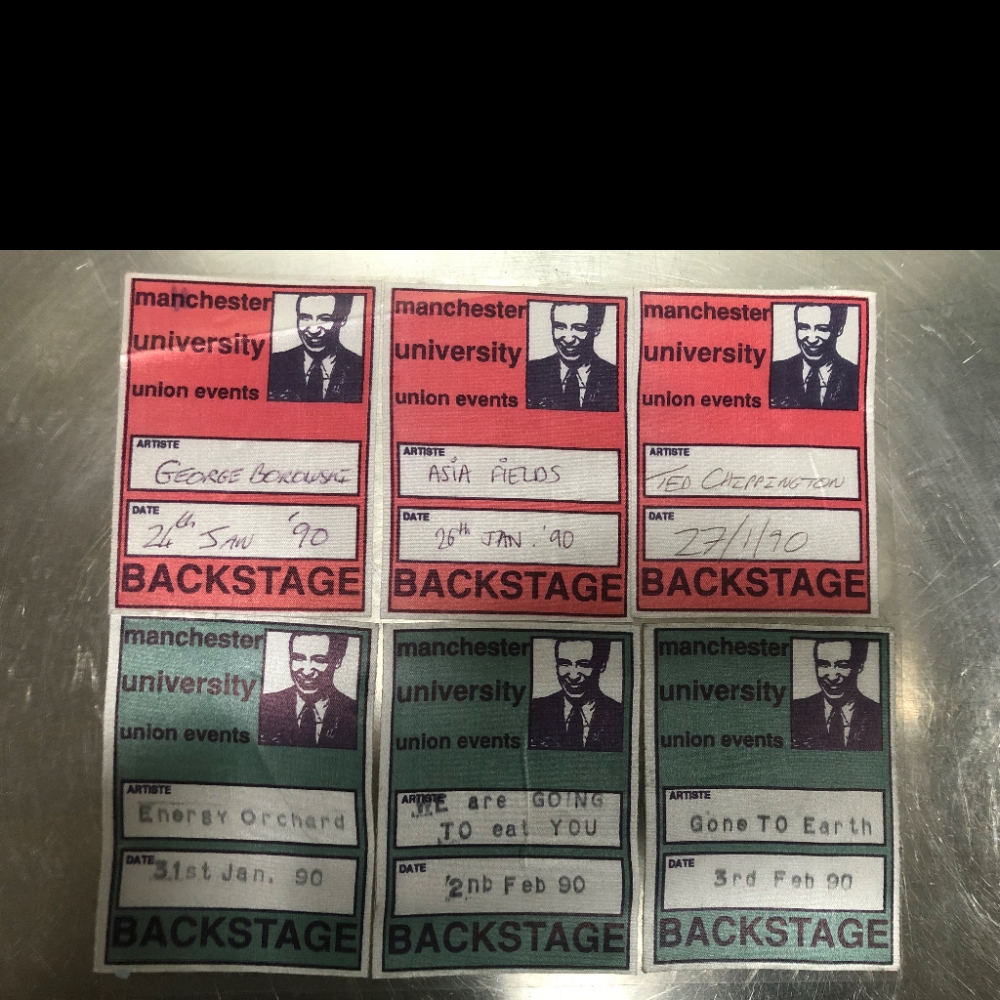 manchester
university
union events
ARTISTE
GEORGE BOROWSKI
DATE
24th JAN '90
BACKSTAGE
manchester
university
union events
ARTISTE
ASIA FIELDS
DATE
26th JAN. '90
BACKSTAGE
manchester
university
union events
ARTISTE
TED CHIPPINGTON
DATE
27/1/90
BACKSTAGE
manchester
university
union events
ARTISTE
Energy Orchard
DATE
31st Jan. 90
BACKSTAGE
manchester
university
union events
ARTISTE
WE are GOING
TO eat YOU
DATE
2nb Feb 90
BACKSTAGE
manchester
university
union events
ARTISTE
Gone TO Earth
DATE
3rd Feb 90
BACKSTAGE